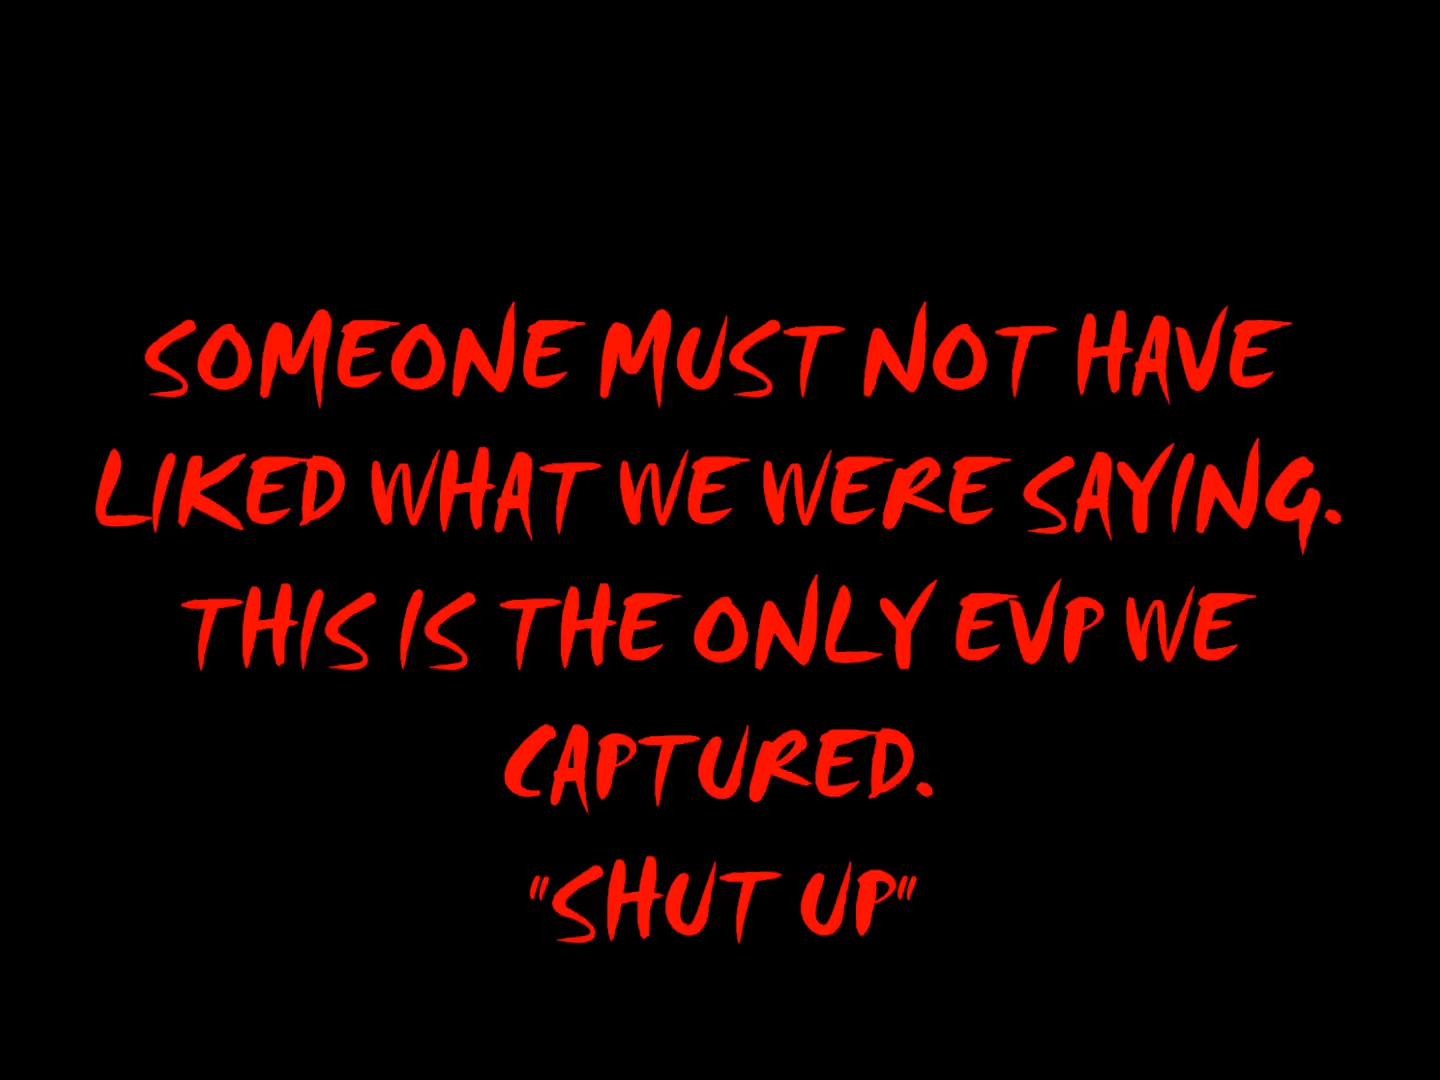 SOMEONE MUST NOT HAVE
LIKED WHAT WE WERE SAYING.
THIS IS THE ONLY EVP WE
CAPTURED.
"SHUT UP"